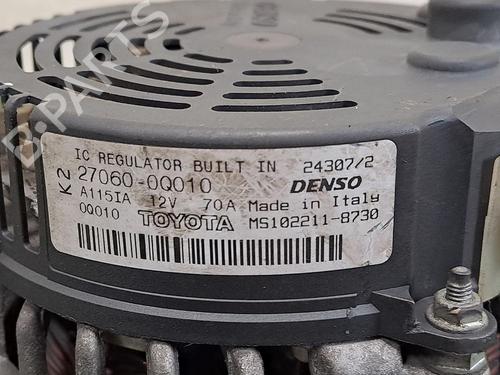 B-PARTS
IC REGULATOR BUILT IN 24307/2
K2 27060-0Q010 DENSO
A115IA 12V 70A Made in Italy
0Q010 TOYOTA MS102211-8730